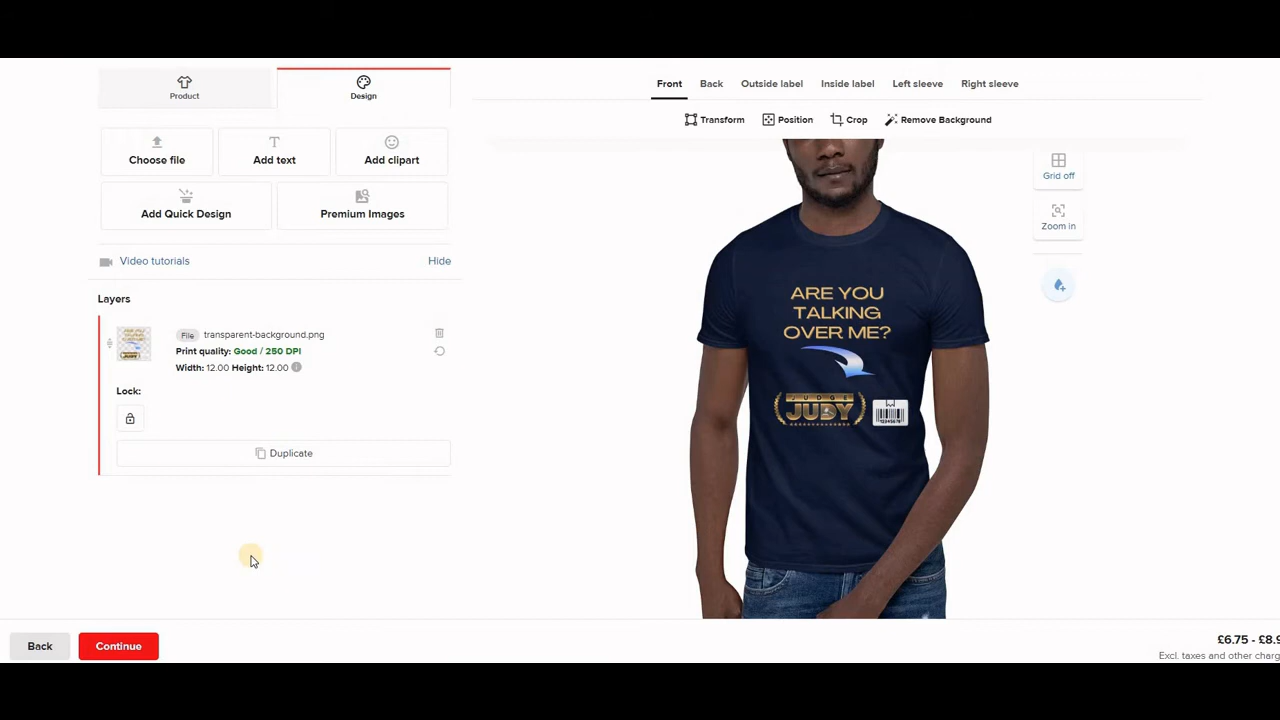 Product
Design
Choose file
Add text
Add clipart
Add Quick Design
Premium Images
Video tutorials
Hide
Layers
File transparent-background.png
Print quality: Good / 250 DPI
Width: 12.00 Height: 12.00
Lock:
Duplicate
Back
Continue
Front
Back
Outside label
Inside label
Left sleeve
Right sleeve
Transform
Position
Crop
Remove Background
Grid off
Zoom in
ARE YOU
TALKING
OVER ME?
JUDGE
JUDY
12345678
£6.75 - £8.9
Excl. taxes and other charg